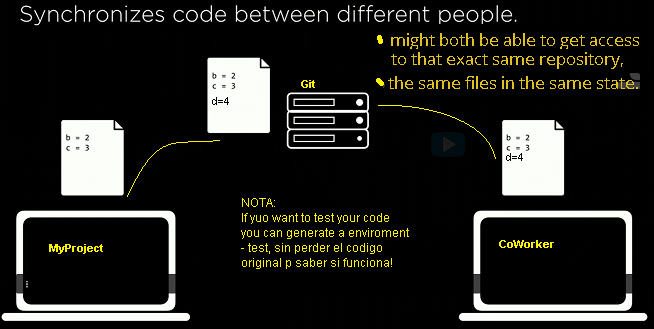 Synchronizes code between different people.
might both be able to get access
to that exact same repository,
the same files in the same state.
b = 2
c = 3
d=4
Git
b = 2
c = 3
b = 2
c = 3
d=4
NOTA:
If yuo want to test your code
you can generate a enviroment
- test, sin perder el codigo
original p saber si funciona!
MyProject
CoWorker